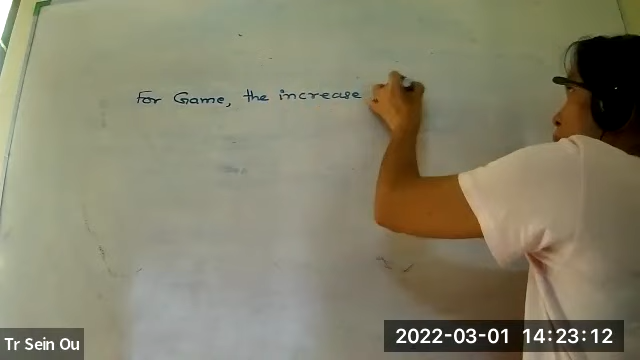 For Game, the increase
Tr Sein Ou
2022-03-01 14:23:12